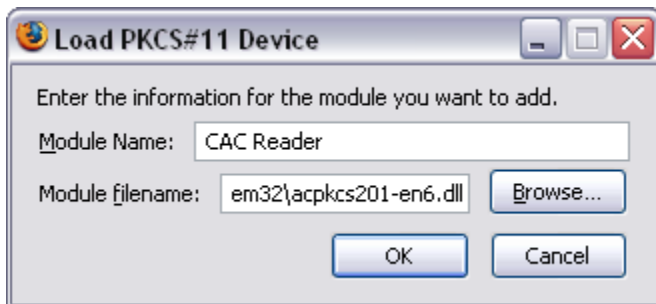 Load PKCS#11 Device
Enter the information for the module you want to add.
Module Name: CAC Reader
Module filename: em32\acpkcs201-en6.dll Browse...
OK Cancel